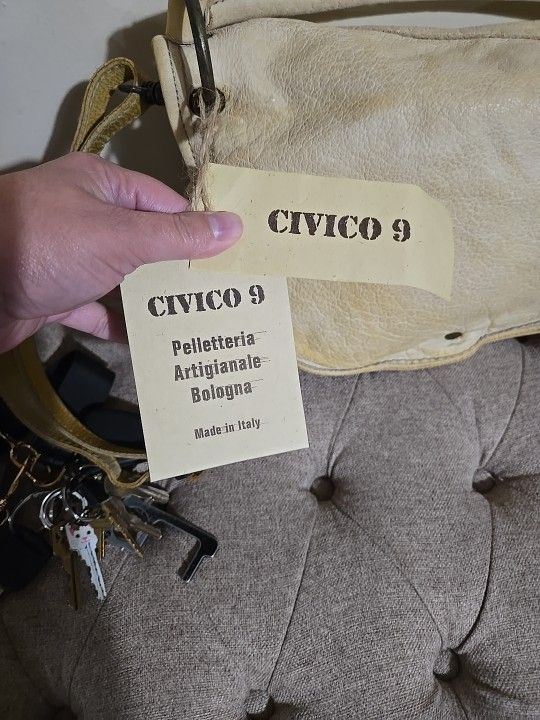 CIVICO 9
CIVICO 9
Pelletteria
Artigianale
Bologna
Made in Italy